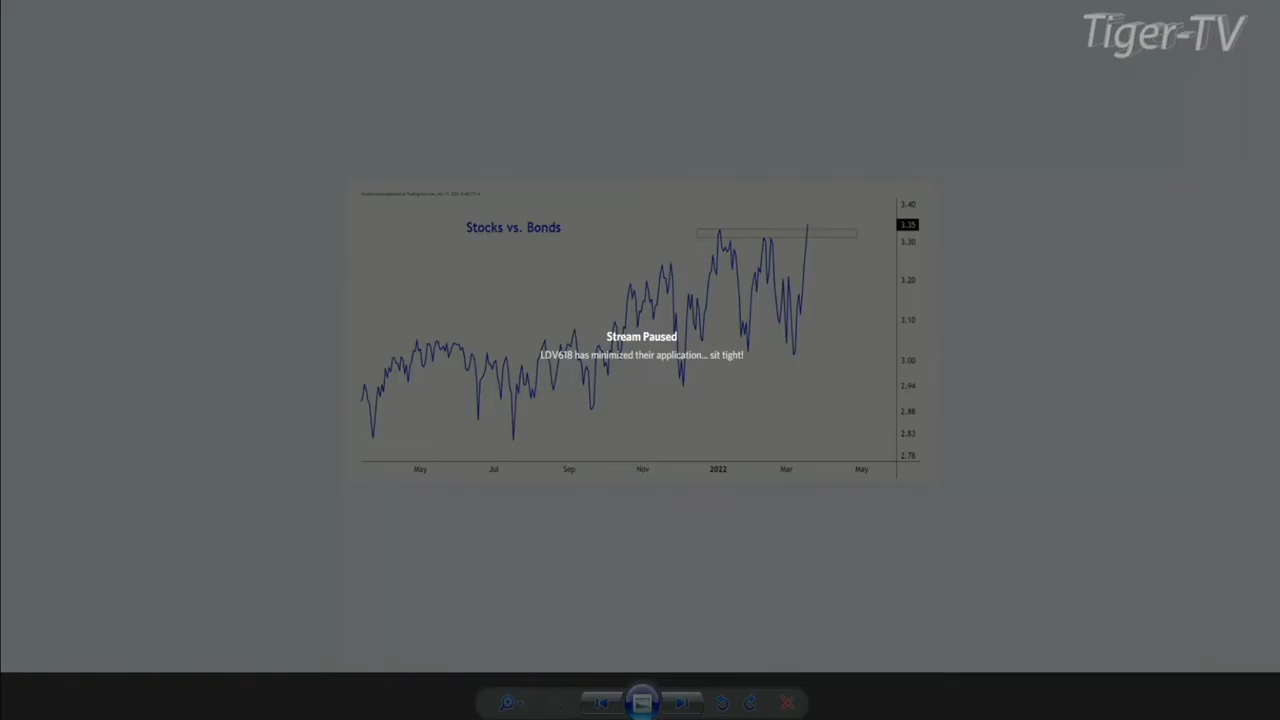 Tiger-TV
Stocks vs. Bonds
3.40
3.35
3.30
3.20
3.10
3.00
2.94
2.88
2.83
2.78
Stream Paused
LDV618 has minimized their application... sit tight!
May Jul Sep Nov 2022 Mar May